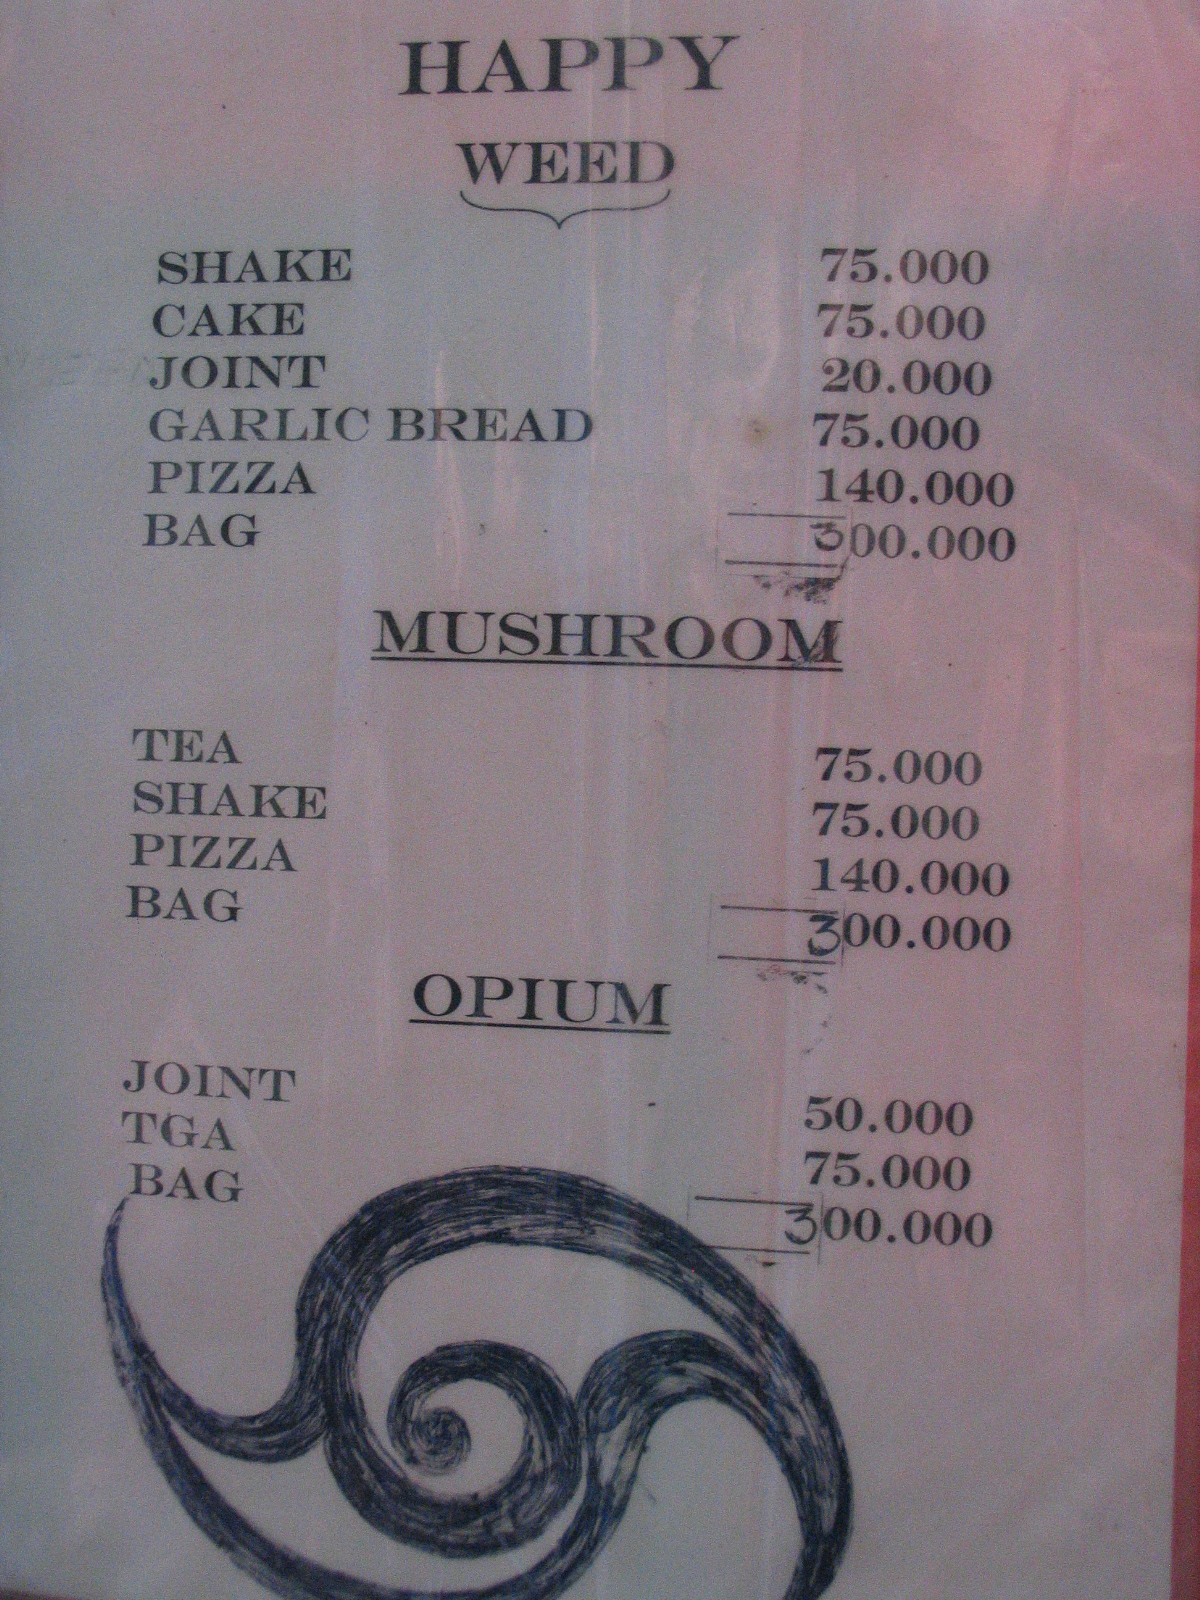 HAPPY
WEED
SHAKE 75.000
CAKE 75.000
JOINT 20.000
GARLIC BREAD 75.000
PIZZA 140.000
BAG 300.000
MUSHROOM
TEA 75.000
SHAKE 75.000
PIZZA 140.000
BAG 300.000
OPIUM
JOINT 50.000
TGA 75.000
BAG 300.000